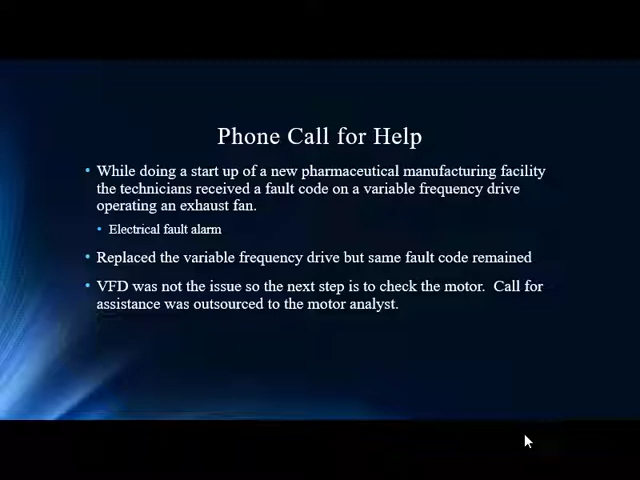 Phone Call for Help
• While doing a start up of a new pharmaceutical manufacturing facility
the technicians received a fault code on a variable frequency drive
operating an exhaust fan.
• Electrical fault alarm
• Replaced the variable frequency drive but same fault code remained
• VFD was not the issue so the next step is to check the motor. Call for
assistance was outsourced to the motor analyst.